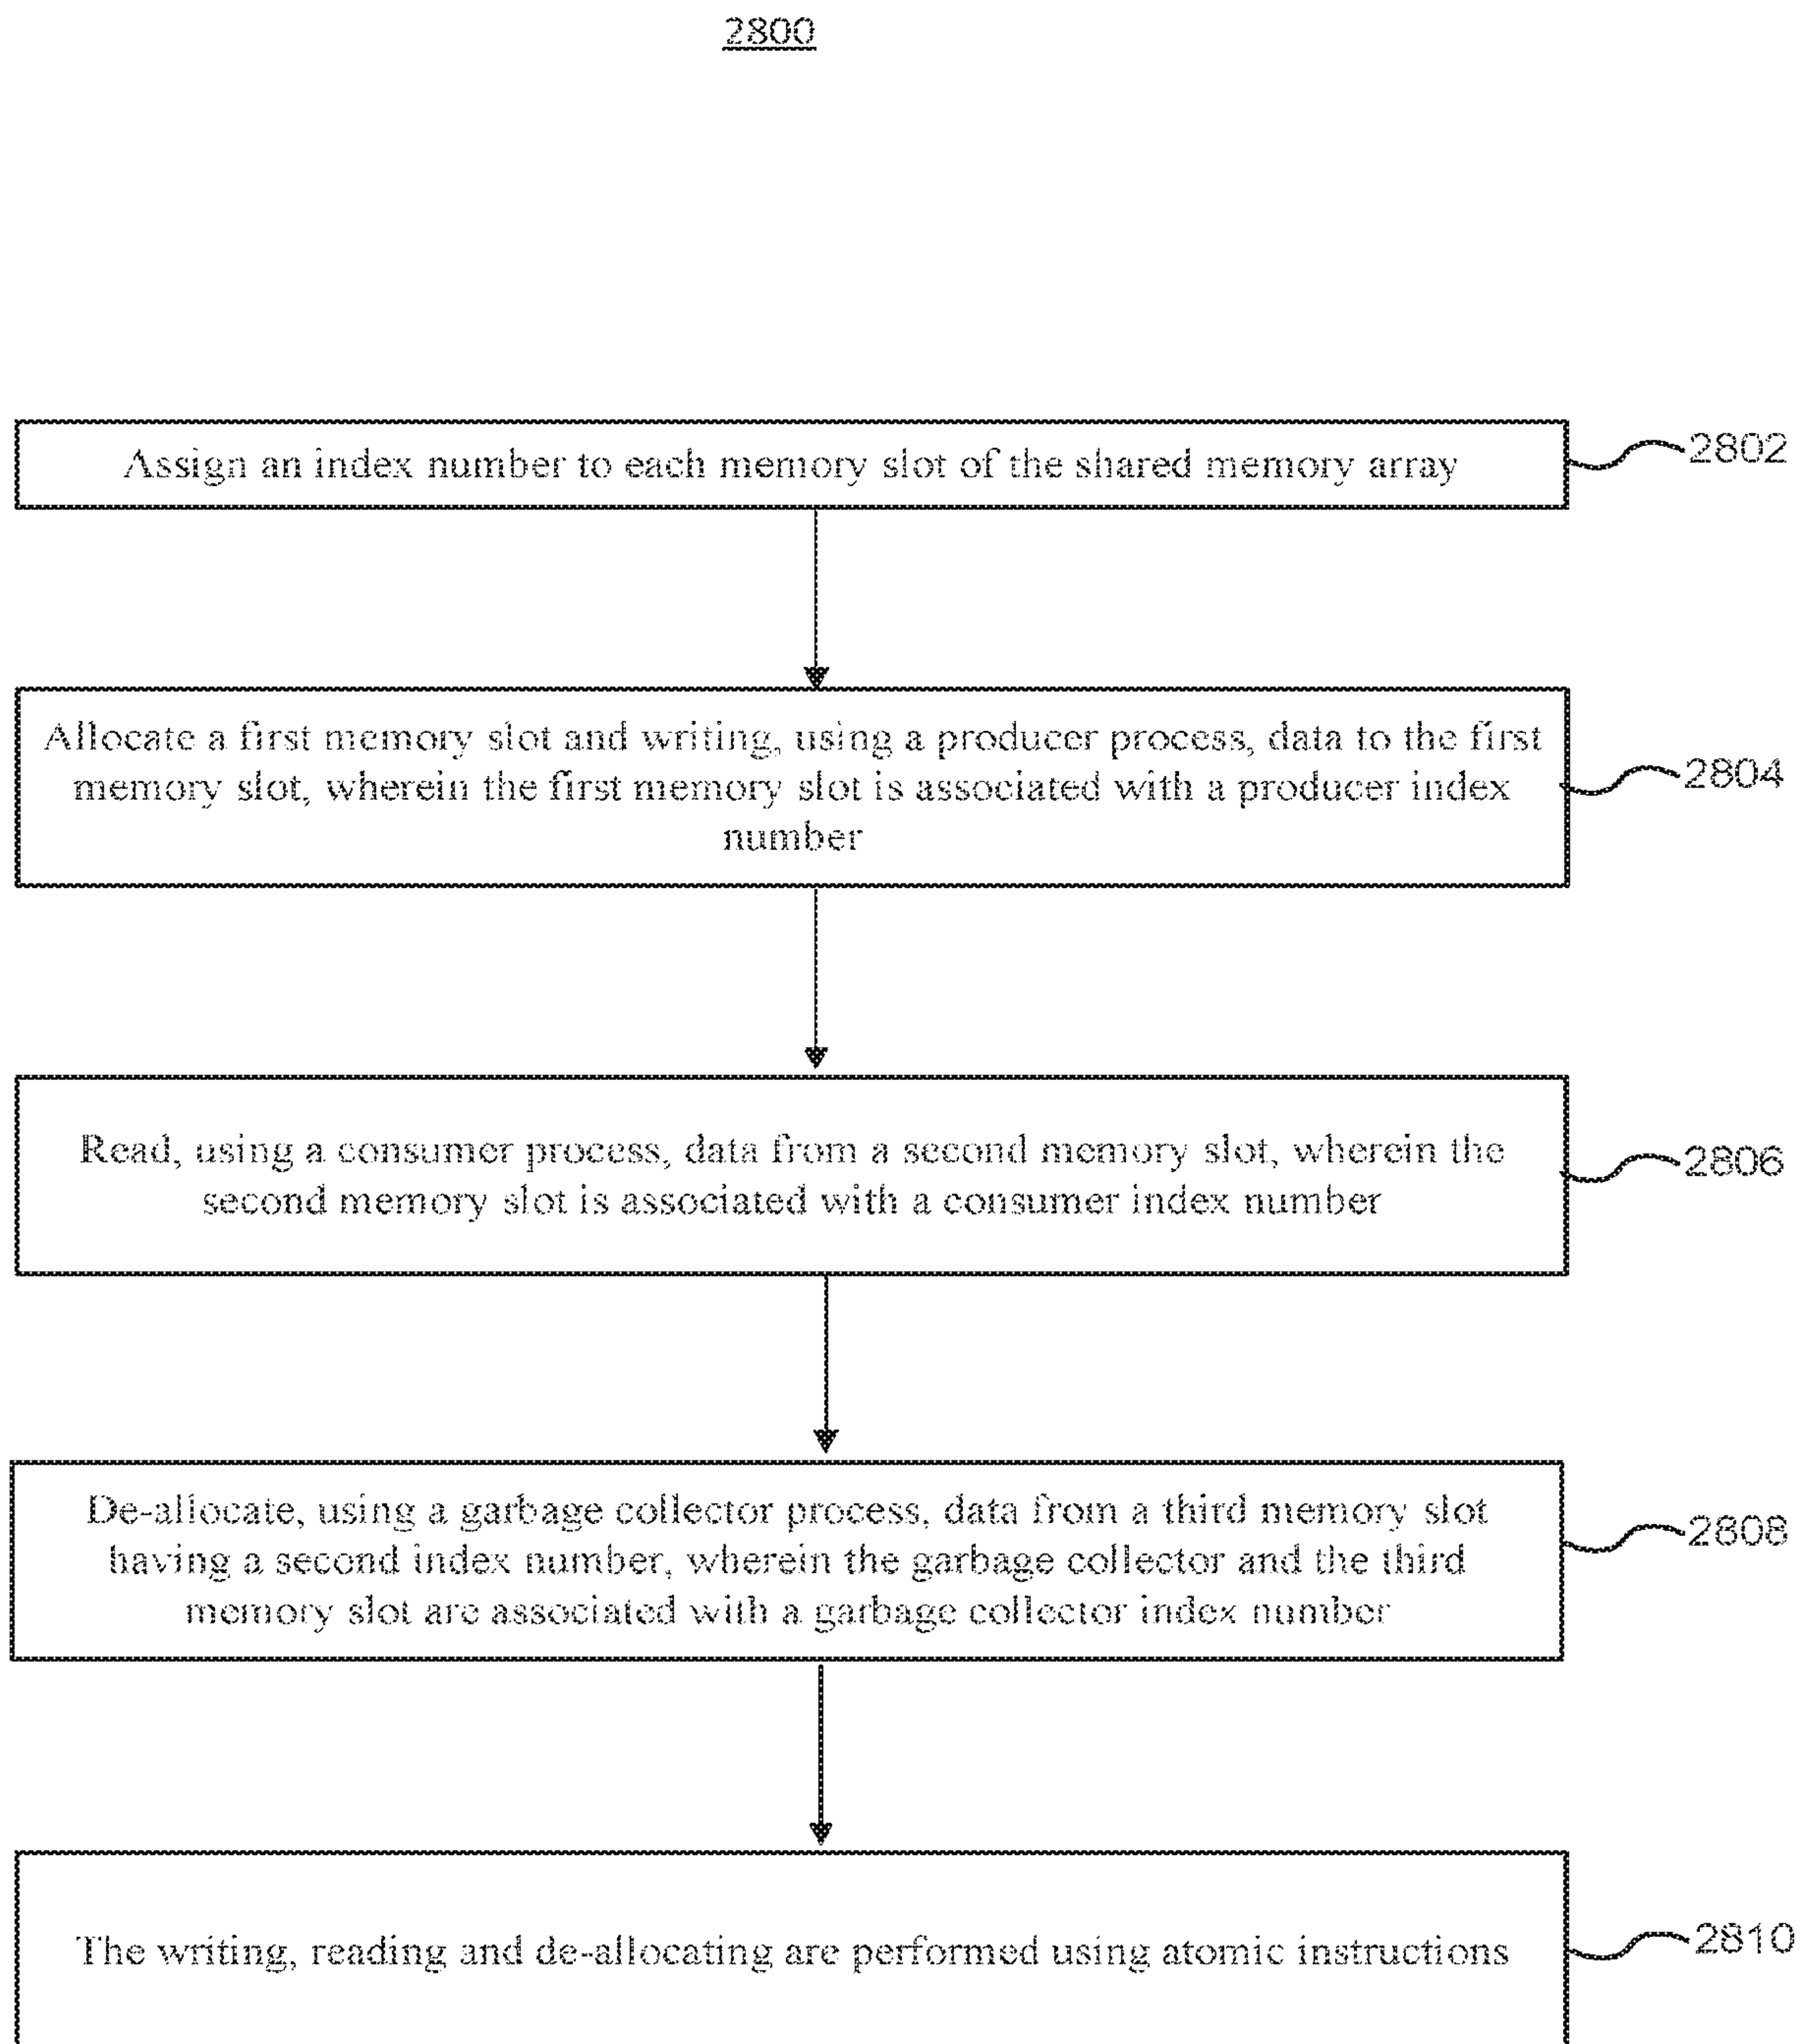 2800
Assign an index number to each memory slot of the shared memory array
2802
Allocate a first memory slot and writing, using a producer process, data to the first
memory slot, wherein the first memory slot is associated with a producer index
number
2804
Read, using a consumer process, data from a second memory slot, wherein the
second memory slot is associated with a consumer index number
2806
De-allocate, using a garbage collector process, data from a third memory slot
having a second index number, wherein the garbage collector and the third
memory slot are associated with a garbage collector index number
2808
The writing, reading and de-allocating are performed using atomic instructions
2810